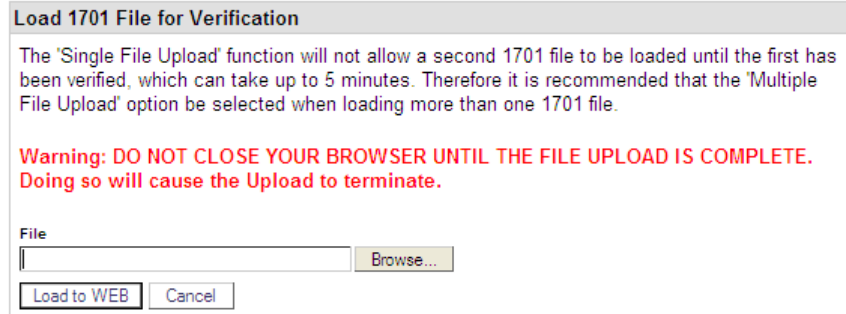 Load 1701 File for Verification
The 'Single File Upload' function will not allow a second 1701 file to be loaded until the first has
been verified, which can take up to 5 minutes. Therefore it is recommended that the 'Multiple
File Upload' option be selected when loading more than one 1701 file.
Warning: DO NOT CLOSE YOUR BROWSER UNTIL THE FILE UPLOAD IS COMPLETE.
Doing so will cause the Upload to terminate.
File
Browse...
Load to WEB Cancel